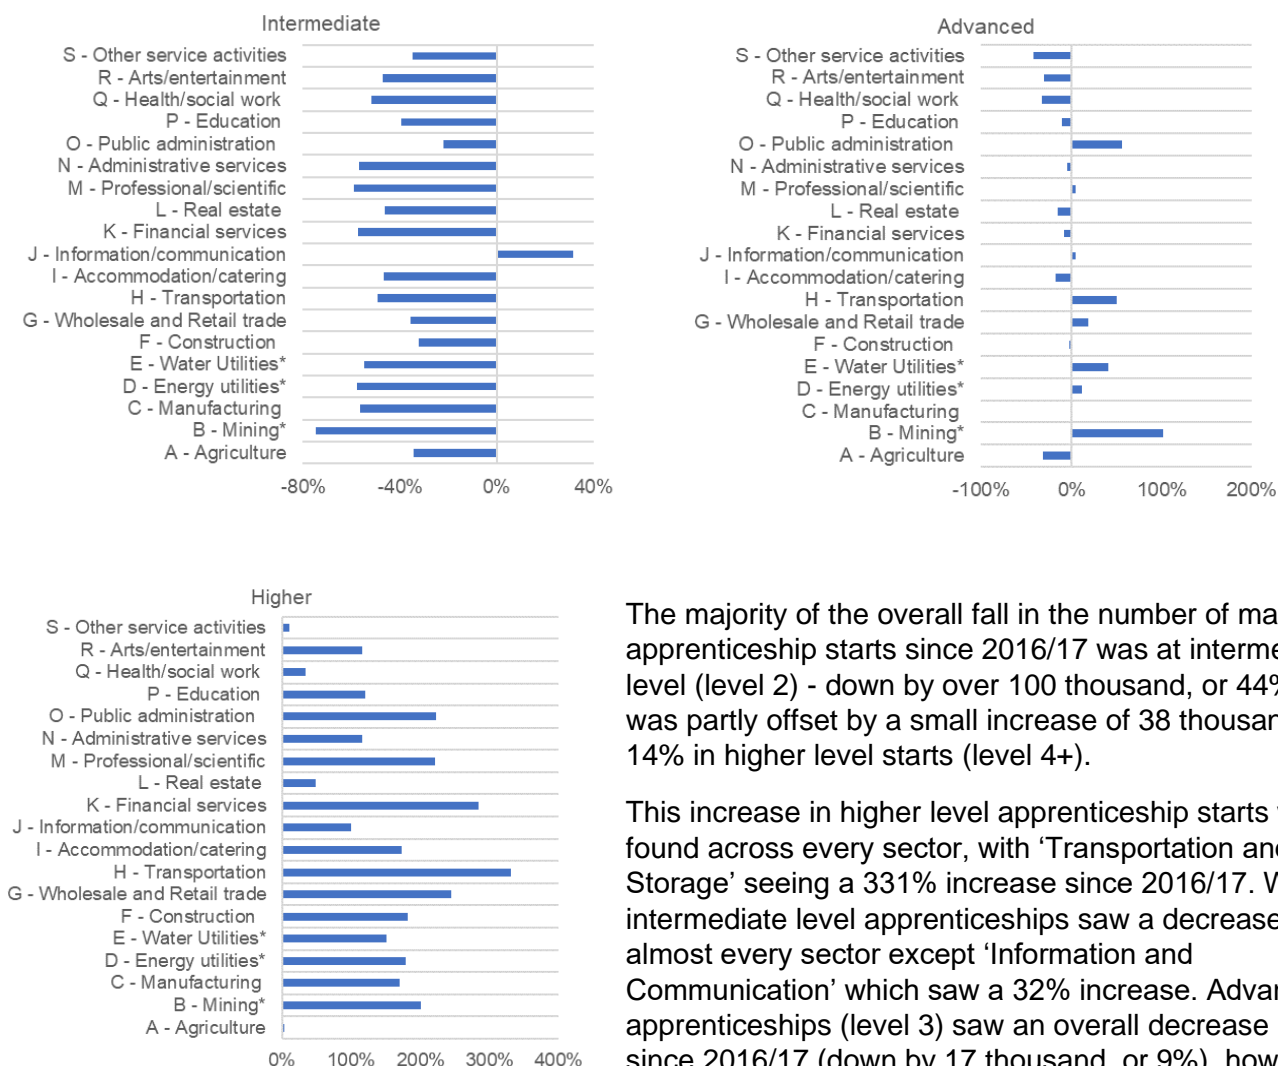 Intermediate
S - Other service activities
R - Arts/entertainment
Q - Health/social work
P - Education
O - Public administration
N - Administrative services
M - Professional/scientific
L - Real estate
K - Financial services
J - Information/communication
I - Accommodation/catering
H - Transportation
G - Wholesale and Retail trade
F - Construction
E - Water Utilities*
D - Energy utilities*
C - Manufacturing
B - Mining*
A - Agriculture
-80% -40% 0% 40%
Advanced
S - Other service activities
R - Arts/entertainment
Q - Health/social work
P - Education
O - Public administration
N - Administrative services
M - Professional/scientific
L - Real estate
K - Financial services
J - Information/communication
I - Accommodation/catering
H - Transportation
G - Wholesale and Retail trade
F - Construction
E - Water Utilities*
D - Energy utilities*
C - Manufacturing
B - Mining*
A - Agriculture
-100% 0% 100% 200%
Higher
S - Other service activities
R - Arts/entertainment
Q - Health/social work
P - Education
O - Public administration
N - Administrative services
M - Professional/scientific
L - Real estate
K - Financial services
J - Information/communication
I - Accommodation/catering
H - Transportation
G - Wholesale and Retail trade
F - Construction
E - Water Utilities*
D - Energy utilities*
C - Manufacturing
B - Mining*
A - Agriculture
0% 100% 200% 300% 400%
The majority of the overall fall in the number of
apprenticeship starts since 2016/17 was at
level (level 2) - down by over 100 thousand, or 44%
was partly offset by a small increase of 38
14% in higher level starts (level 4+).
This increase in higher level apprenticeship starts
found across every sector, with ‘Transportation and
Storage’ seeing a 331% increase since 2016/17.
intermediate level apprenticeships saw a decrease
almost every sector except ‘Information and
Communication’ which saw a 32% increase.
apprenticeships (level 3) saw an overall decrease
since 2016/17 (down by 17 thousand, or 9%),